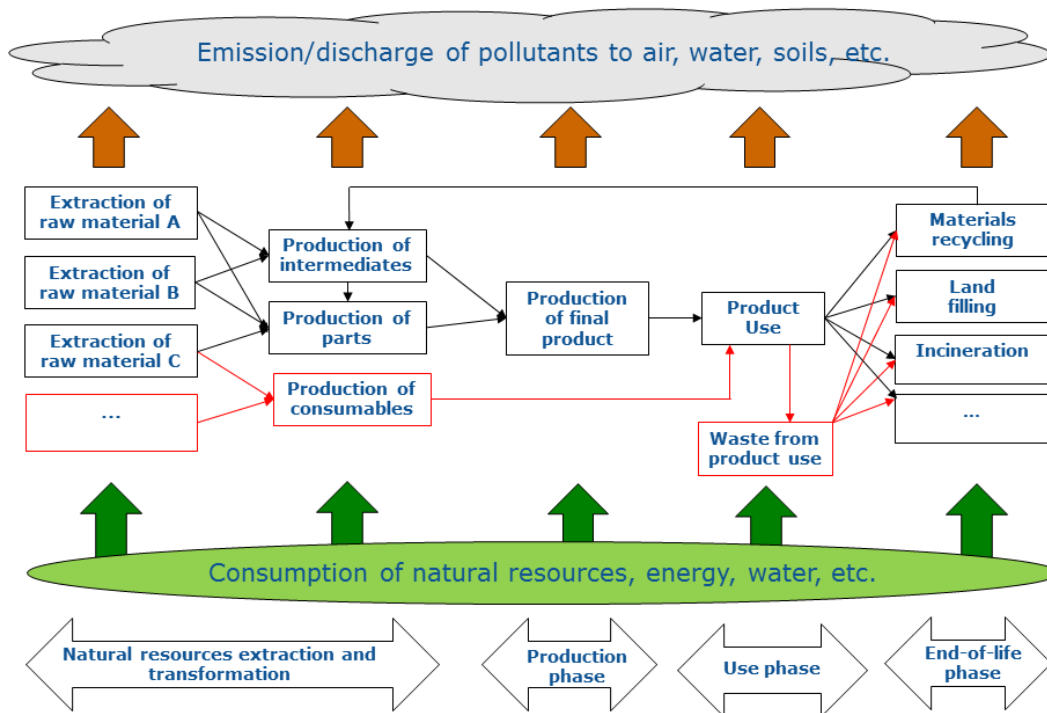 Emission/discharge of pollutants to air, water, soils, etc.
Extraction of
raw material A
Extraction of
raw material B
Extraction of
raw material C
...
Production of
intermediates
Production of
parts
Production of
consumables
Production
of final
product
Product
Use
Waste from
product use
Materials
recycling
Land
filling
Incineration
...
Consumption of natural resources, energy, water, etc.
Natural resources extraction and
transformation
Production
phase
Use phase
End-of-life
phase